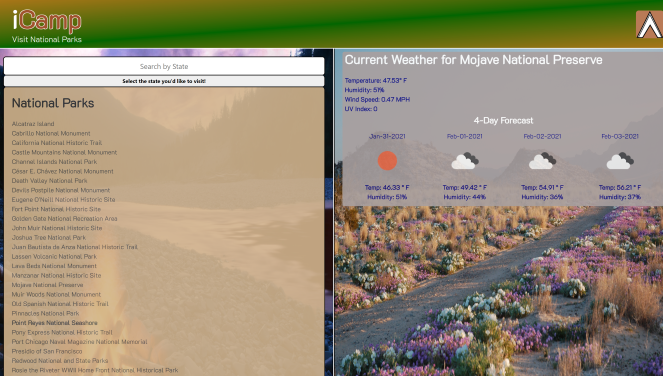 iCamp
Visit National Parks
Search by State
Select the state you'd like to visit!
National Parks
Alcatraz Island
Cabrillo National Monument
California National Historic Trail
Castle Mountains National Monument
Channel Islands National Park
César E. Chávez National Monument
Death Valley National Park
Devils Postpile National Monument
Eugene O'Neill National Historic Site
Fort Point National Historic Site
Golden Gate National Recreation Area
John Muir National Historic Site
Joshua Tree National Park
Juan Bautista de Anza National Historic Trail
Lassen Volcanic National Park
Lava Beds National Monument
Manzanar National Historic Site
Mojave National Preserve
Muir Woods National Monument
Old Spanish National Historic Trail
Pinnacles National Park
Point Reyes National Seashore
Pony Express National Historic Trail
Port Chicago Naval Magazine National Memorial
Presidio of San Francisco
Redwood National and State Parks
Rosie the Riveter WWII Home Front National Historical Park
Current Weather for Mojave National Preserve
Temperature: 47.53° F
Humidity: 51%
Wind Speed: 0.47 MPH
UV Index: 0
4-Day Forecast
Jan-31-2021 Feb-01-2021 Feb-02-2021 Feb-03-2021
Temp: 46.33 ° F Temp: 49.42 ° F Temp: 54.91 ° F Temp: 56.21 ° F
Humidity: 51% Humidity: 44% Humidity: 36% Humidity: 37%